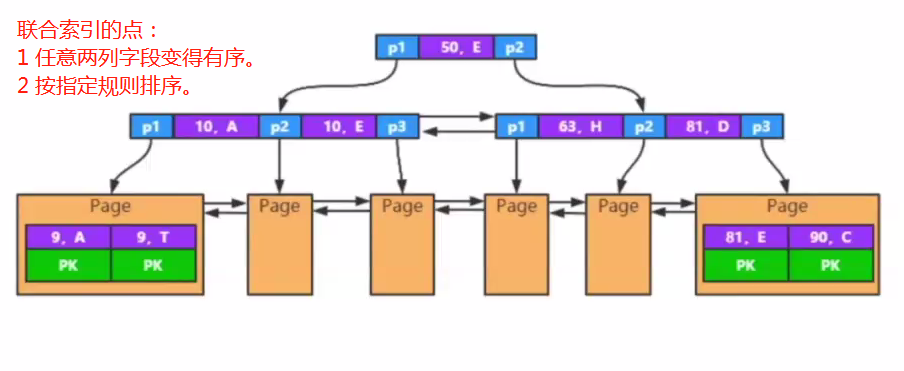 联合索引的点：
1 任意两列字段变得有序。
2 按指定规则排序。
p1 50, E p2
p1 10, A p2 10, E p3
p1 63, H p2 81, D p3
Page
9, A 9, T
PK PK
Page
Page
Page
Page
Page
81, E 90, C
PK PK